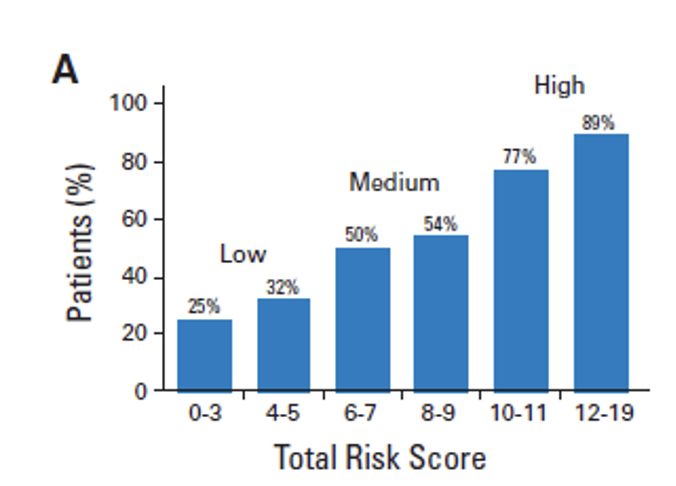 A
High
100
89%
80
77%
Medium
60
54%
50%
Low
40
32%
25%
20
0
0-3 4-5 6-7 8-9 10-11 12-19
Patients (%)
Total Risk Score